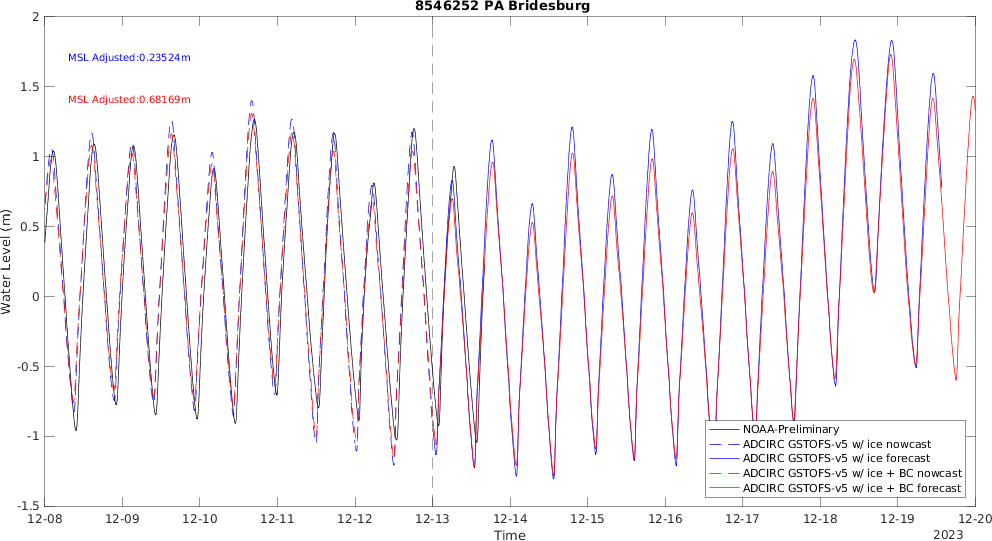 8546252 PA Bridesburg
2
MSL Adjusted:0.23524m
1.5
MSL Adjusted:0.68169m
1
0.5
Water Level (m)
0
-0.5
-1
-1.5
NOAA-Preliminary
ADCIRC GSTOFS-v5 w/ ice nowcast
ADCIRC GSTOFS-v5 w/ ice forecast
ADCIRC GSTOFS-v5 w/ ice + BC nowcast
ADCIRC GSTOFS-v5 w/ ice + BC forecast
12-08 12-09 12-10 12-11 12-12 12-13 12-14 12-15 12-16 12-17 12-18 12-19 12-20
Time
2023